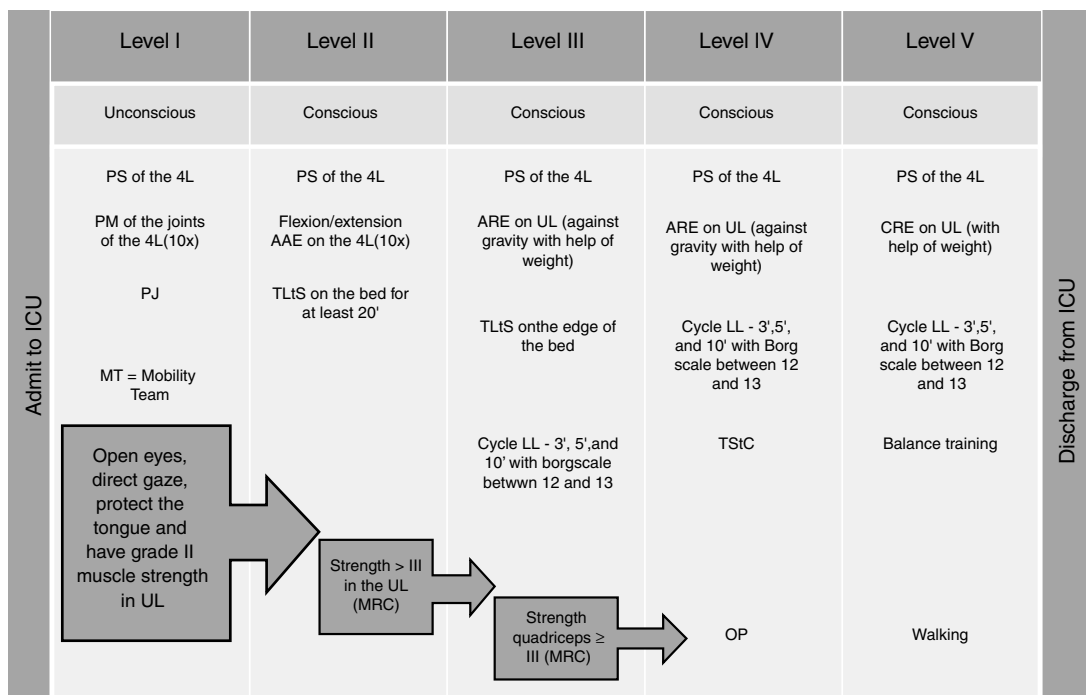 Level I
Level II
Level III
Level IV
Level V
Admit to ICU
Discharge from ICU
Unconscious
Conscious
Conscious
Conscious
Conscious
PS of the 4L
PM of the joints
of the 4L(10x)
PJ
MT = Mobility
Team
Open eyes,
direct gaze,
protect the
tongue and
have grade II
muscle strength
in UL
PS of the 4L
Flexion/extension
AAE on the 4L(10x)
TLtS on the bed for
at least 20'
Strength > III
in the UL
(MRC)
PS of the 4L
ARE on UL (against
gravity with help of
weight)
TLtS onthe edge of
the bed
Cycle LL - 3', 5',and
10' with borgscale
betwwn 12 and 13
Strength
quadriceps ≥
III (MRC)
PS of the 4L
ARE on UL (against
gravity with help of
weight)
Cycle LL - 3',5',
and 10' with Borg
scale between 12
and 13
TStC
OP
PS of the 4L
CRE on UL (with
help of weight)
Cycle LL - 3',5',
and 10' with Borg
scale between 12
and 13
Balance training
Walking